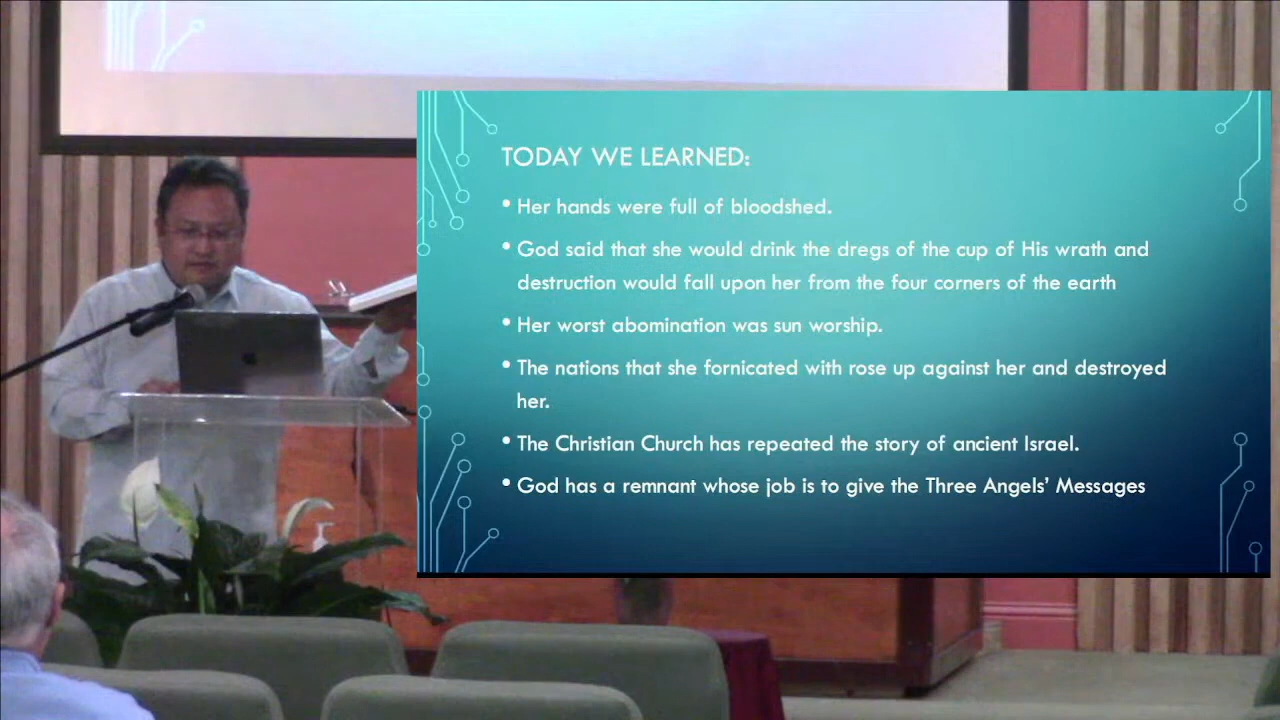 TODAY WE LEARNED:
• Her hands were full of bloodshed.
• God said that she would drink the dregs of the cup of His wrath and
destruction would fall upon her from the four corners of the earth
• Her worst abomination was sun worship.
• The nations that she fornicated with rose up against her and destroyed
her.
• The Christian Church has repeated the story of ancient Israel.
• God has a remnant whose job is to give the Three Angels' Messages